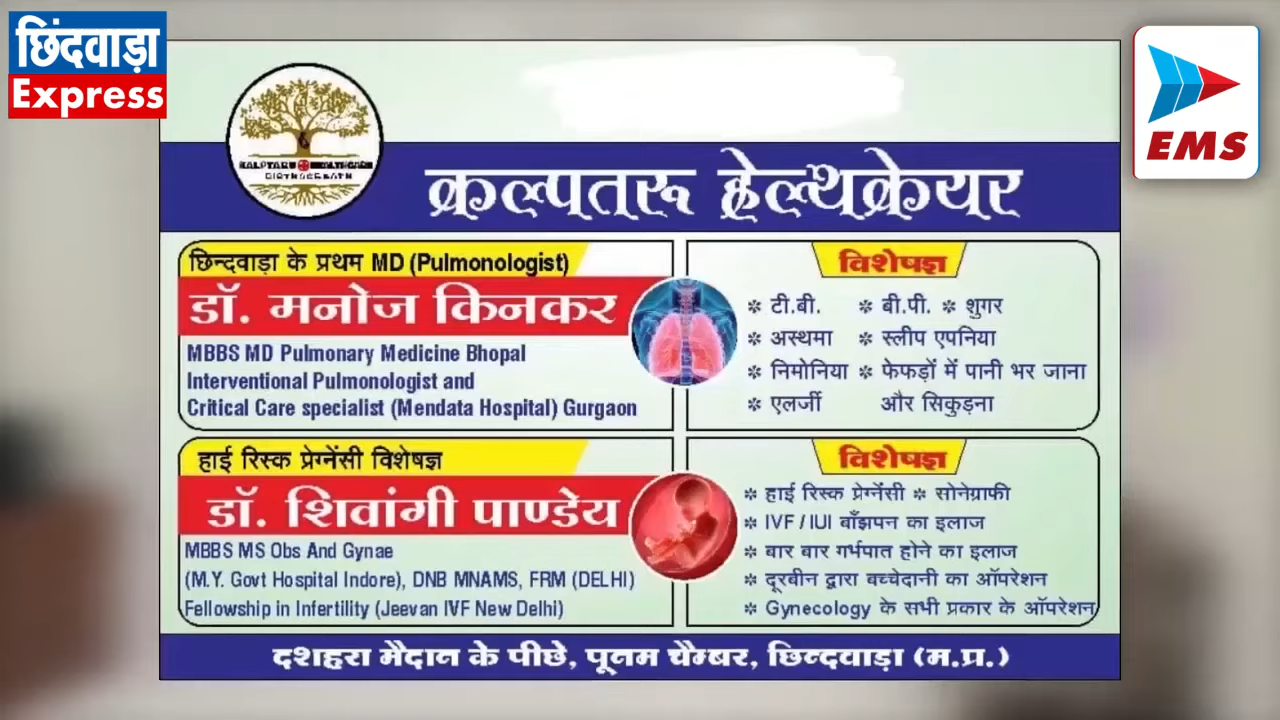 छिंदवाड़ा
Express
EMS
KALPTARU HEALTHCARE
कल्पतरू हेल्थकेयर
छिन्दवाड़ा के प्रथम MD (Pulmonologist)
डॉ. मनोज किनकर
MBBS MD Pulmonary Medicine Bhopal
Interventional Pulmonologist and
Critical Care specialist (Mendata Hospital) Gurgaon
विशेषज्ञ
❉ टी.बी. ❉ बी.पी. ❉ शुगर
❉ अस्थमा ❉ स्लीप एपनिया
❉ निमोनिया ❉ फेफड़ों में पानी भर जाना
❉ एलर्जी और सिकुड़ना
हाई रिस्क प्रेग्नेंसी विशेषज्ञ
डॉ. शिवांगी पाण्डेय
MBBS MS Obs And Gynae
(M.Y. Govt Hospital Indore), DNB MNAMS, FRM (DELHI)
Fellowship in Infertility (Jeevan IVF New Delhi)
विशेषज्ञ
❉ हाई रिस्क प्रेग्नेंसी ❉ सोनेग्राफी
❉ IVF / IUI बाँझपन का इलाज
❉ बार बार गर्भपात होने का इलाज
❉ दूरबीन द्वारा बच्चेदानी का ऑपरेशन
❉ Gynecology के सभी प्रकार के ऑपरेशन
दशहरा मैदान के पीछे, पूनम चैम्बर, छिन्दवाड़ा (म.प्र.)